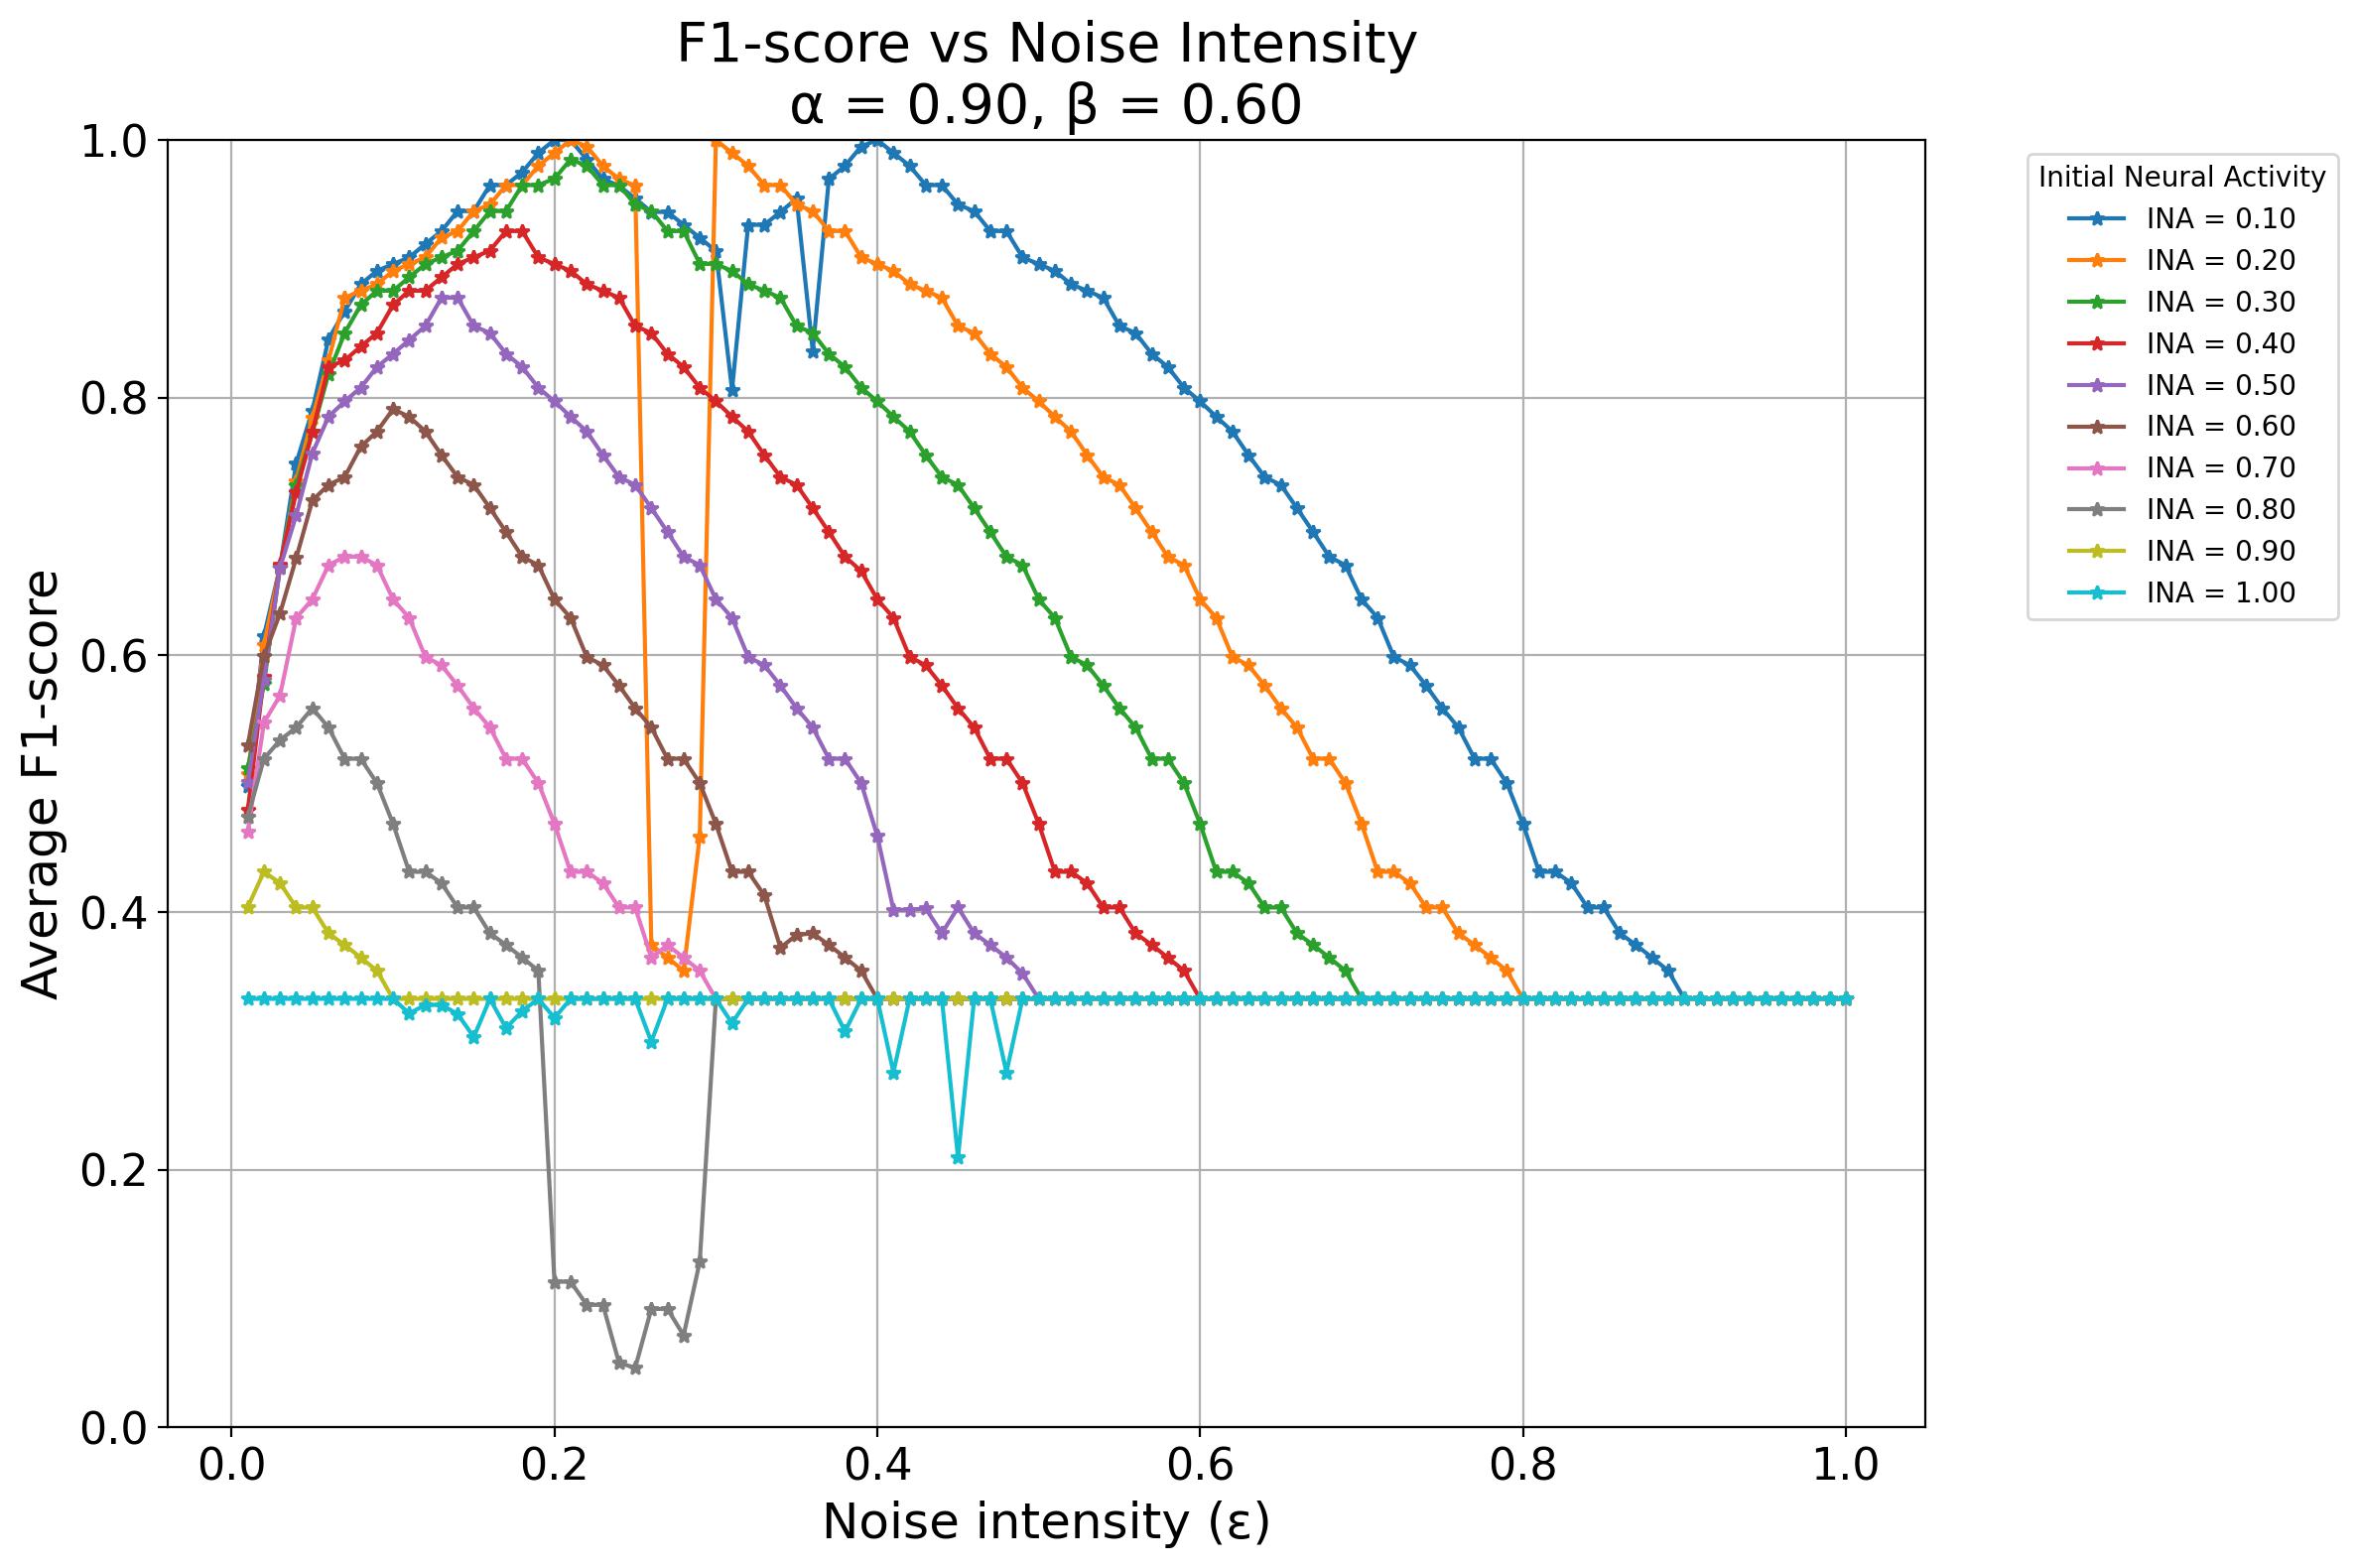 F1-score vs Noise Intensity
α = 0.90, β = 0.60
1.0
0.8
0.6
0.4
0.2
0.0
Average F1-score
0.0 0.2 0.4 0.6 0.8 1.0
Noise intensity (ε)
Initial Neural Activity
INA = 0.10
INA = 0.20
INA = 0.30
INA = 0.40
INA = 0.50
INA = 0.60
INA = 0.70
INA = 0.80
INA = 0.90
INA = 1.00